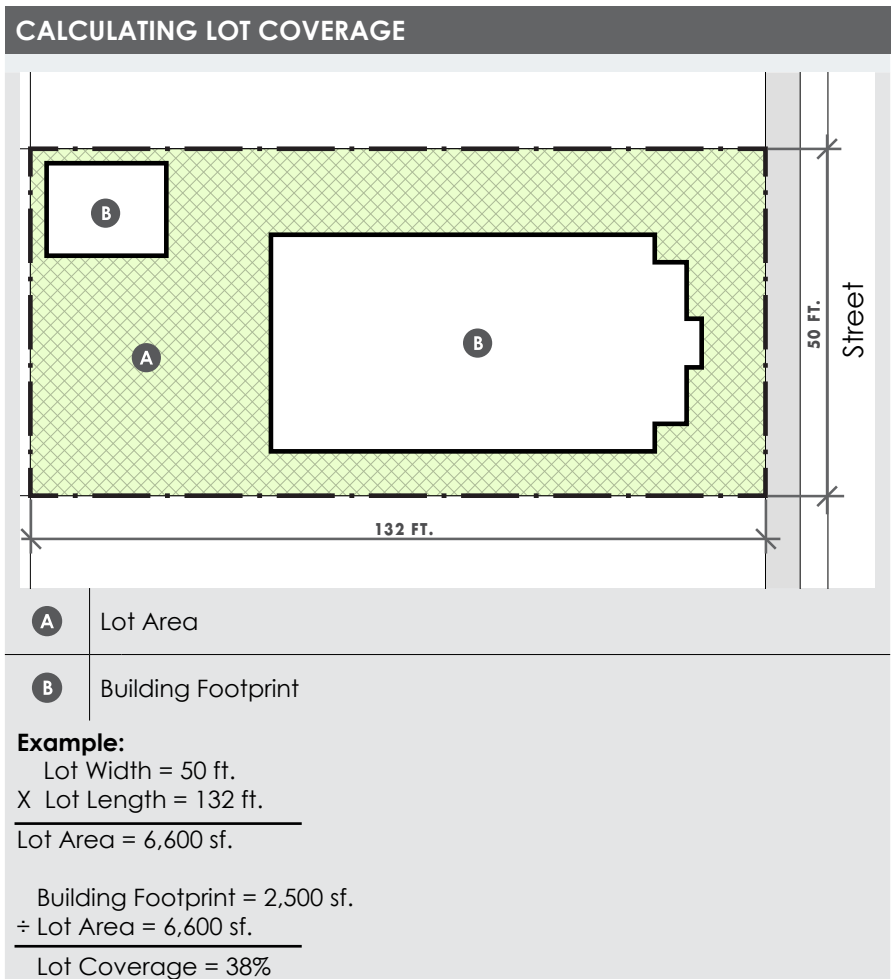 CALCULATING LOT COVERAGE
B
B
A
50 FT.
Street
132 FT.
A Lot Area
B Building Footprint
Example:
Lot Width = 50 ft.
X Lot Length = 132 ft.
Lot Area = 6,600 sf.
Building Footprint = 2,500 sf.
÷ Lot Area = 6,600 sf.
Lot Coverage = 38%